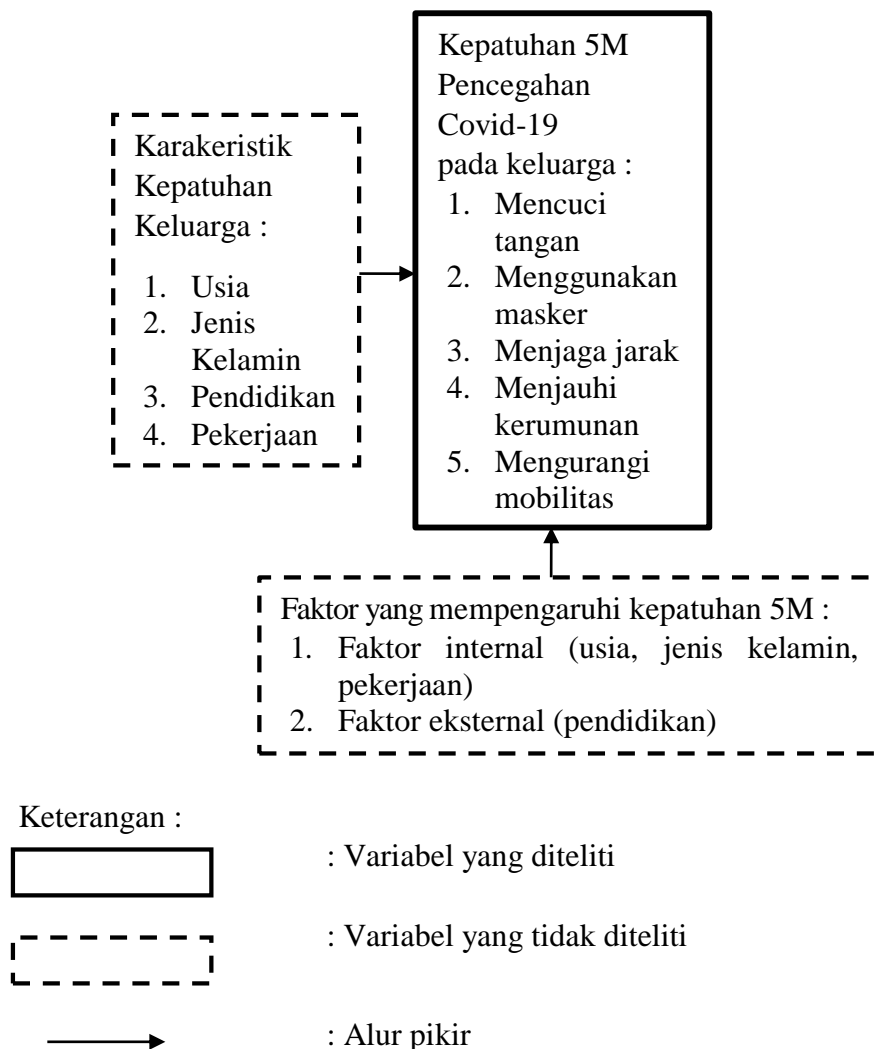 Karakeristik
Kepatuhan
Keluarga :
1. Usia
2. Jenis
Kelamin
3. Pendidikan
4. Pekerjaan
Kepatuhan 5M
Pencegahan
Covid-19
pada keluarga :
1. Mencuci
tangan
2. Menggunakan
masker
3. Menjaga jarak
4. Menjauhi
kerumunan
5. Mengurangi
mobilitas
Faktor yang mempengaruhi kepatuhan 5M :
1. Faktor internal (usia, jenis kelamin,
pekerjaan)
2. Faktor eksternal (pendidikan)
Keterangan :
: Variabel yang diteliti
: Variabel yang tidak diteliti
: Alur pikir